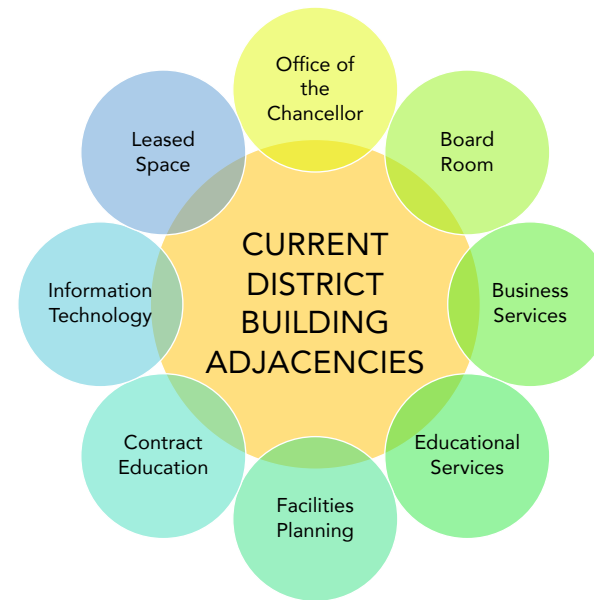 Office of
the
Chancellor
Board
Room
Business
Services
Educational
Services
Facilities
Planning
Contract
Education
Information
Technology
Leased
Space
CURRENT
DISTRICT
BUILDING
ADJACENCIES